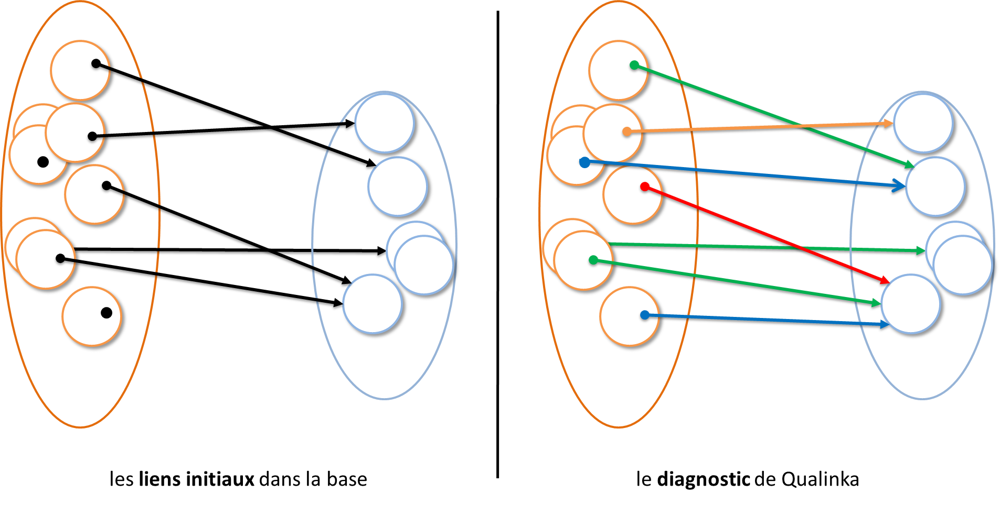 les liens initiaux dans la base
le diagnostic de Qualinka